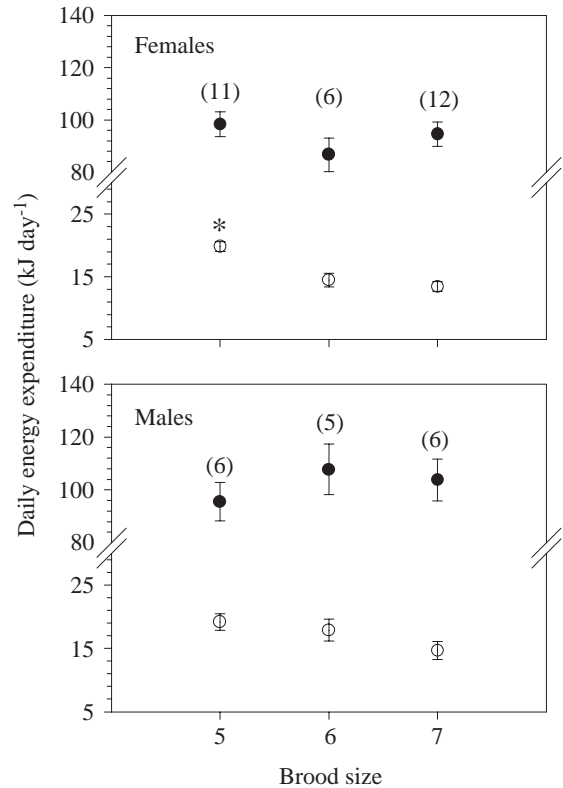 Daily energy expenditure (kJ day⁻¹)
140
Females
120
(11) (6) (12)
100
80
25
*
15
5
140
Males
120
(6) (5) (6)
100
80
25
15
5
5 6 7
Brood size